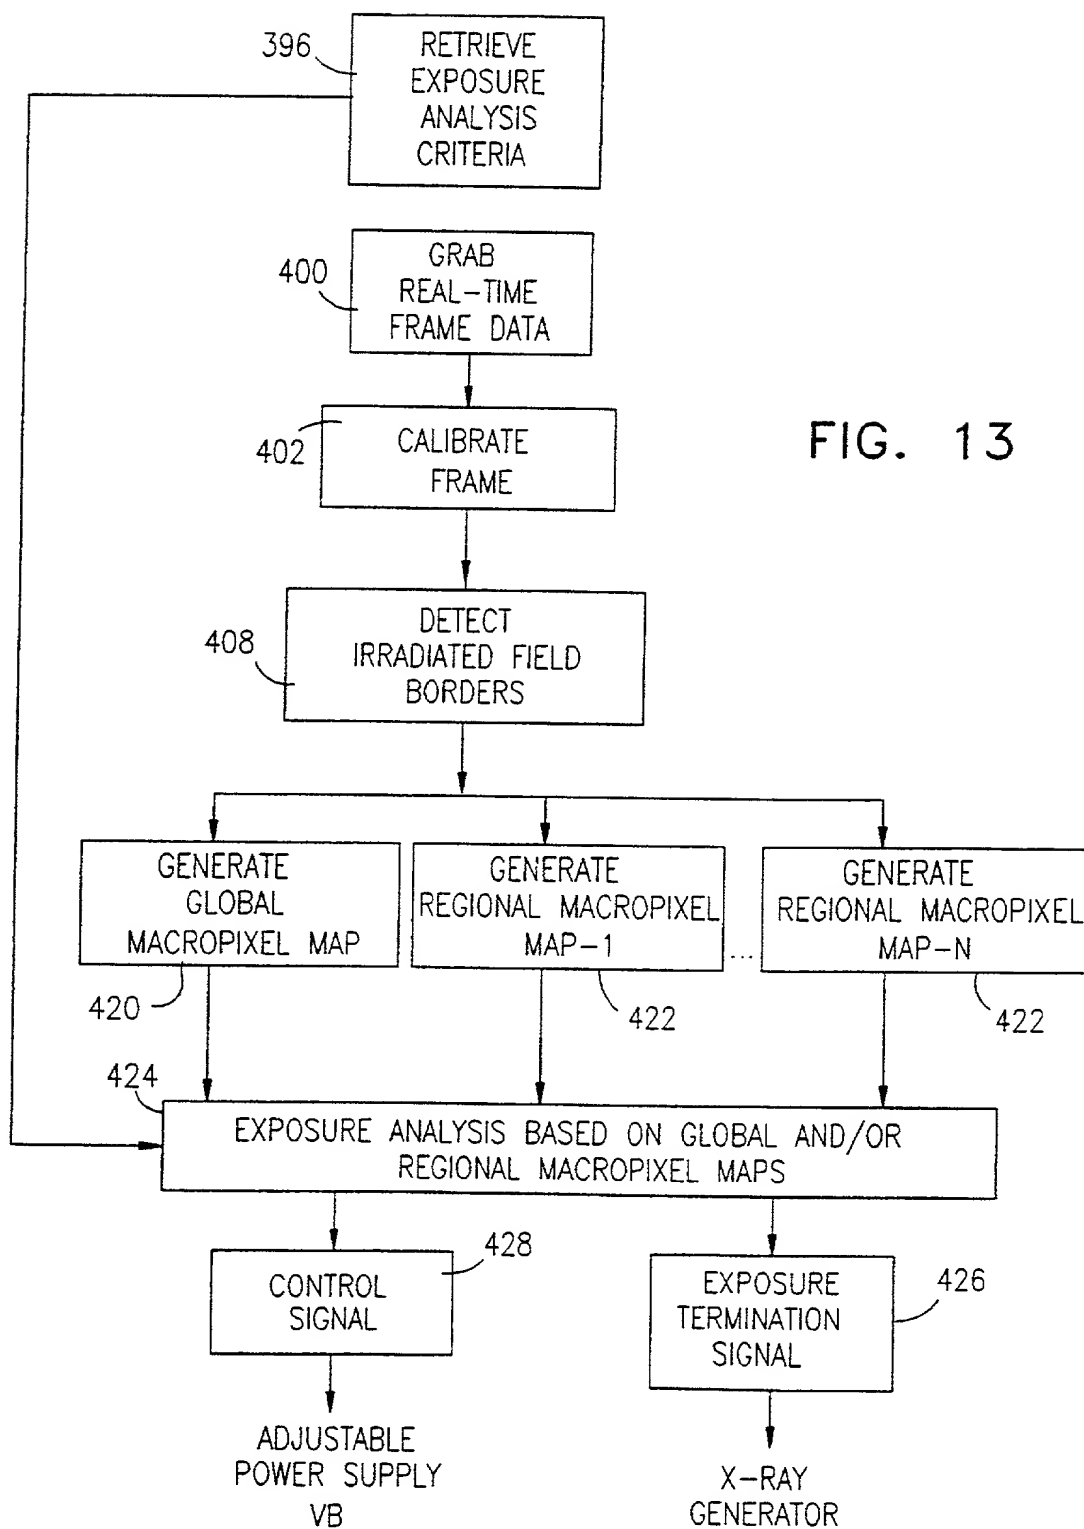 396
RETRIEVE
EXPOSURE
ANALYSIS
CRITERIA
400
GRAB
REAL-TIME
FRAME DATA
402
CALIBRATE
FRAME
FIG. 13
408
DETECT
IRRADIATED FIELD
BORDERS
GENERATE
GLOBAL
MACROPIXEL MAP
420
GENERATE
REGIONAL MACROPIXEL
MAP-1
422
...
GENERATE
REGIONAL MACROPIXEL
MAP-N
422
424
EXPOSURE ANALYSIS BASED ON GLOBAL AND/OR
REGIONAL MACROPIXEL MAPS
428
CONTROL
SIGNAL
426
EXPOSURE
TERMINATION
SIGNAL
ADJUSTABLE
POWER SUPPLY
VB
X-RAY
GENERATOR